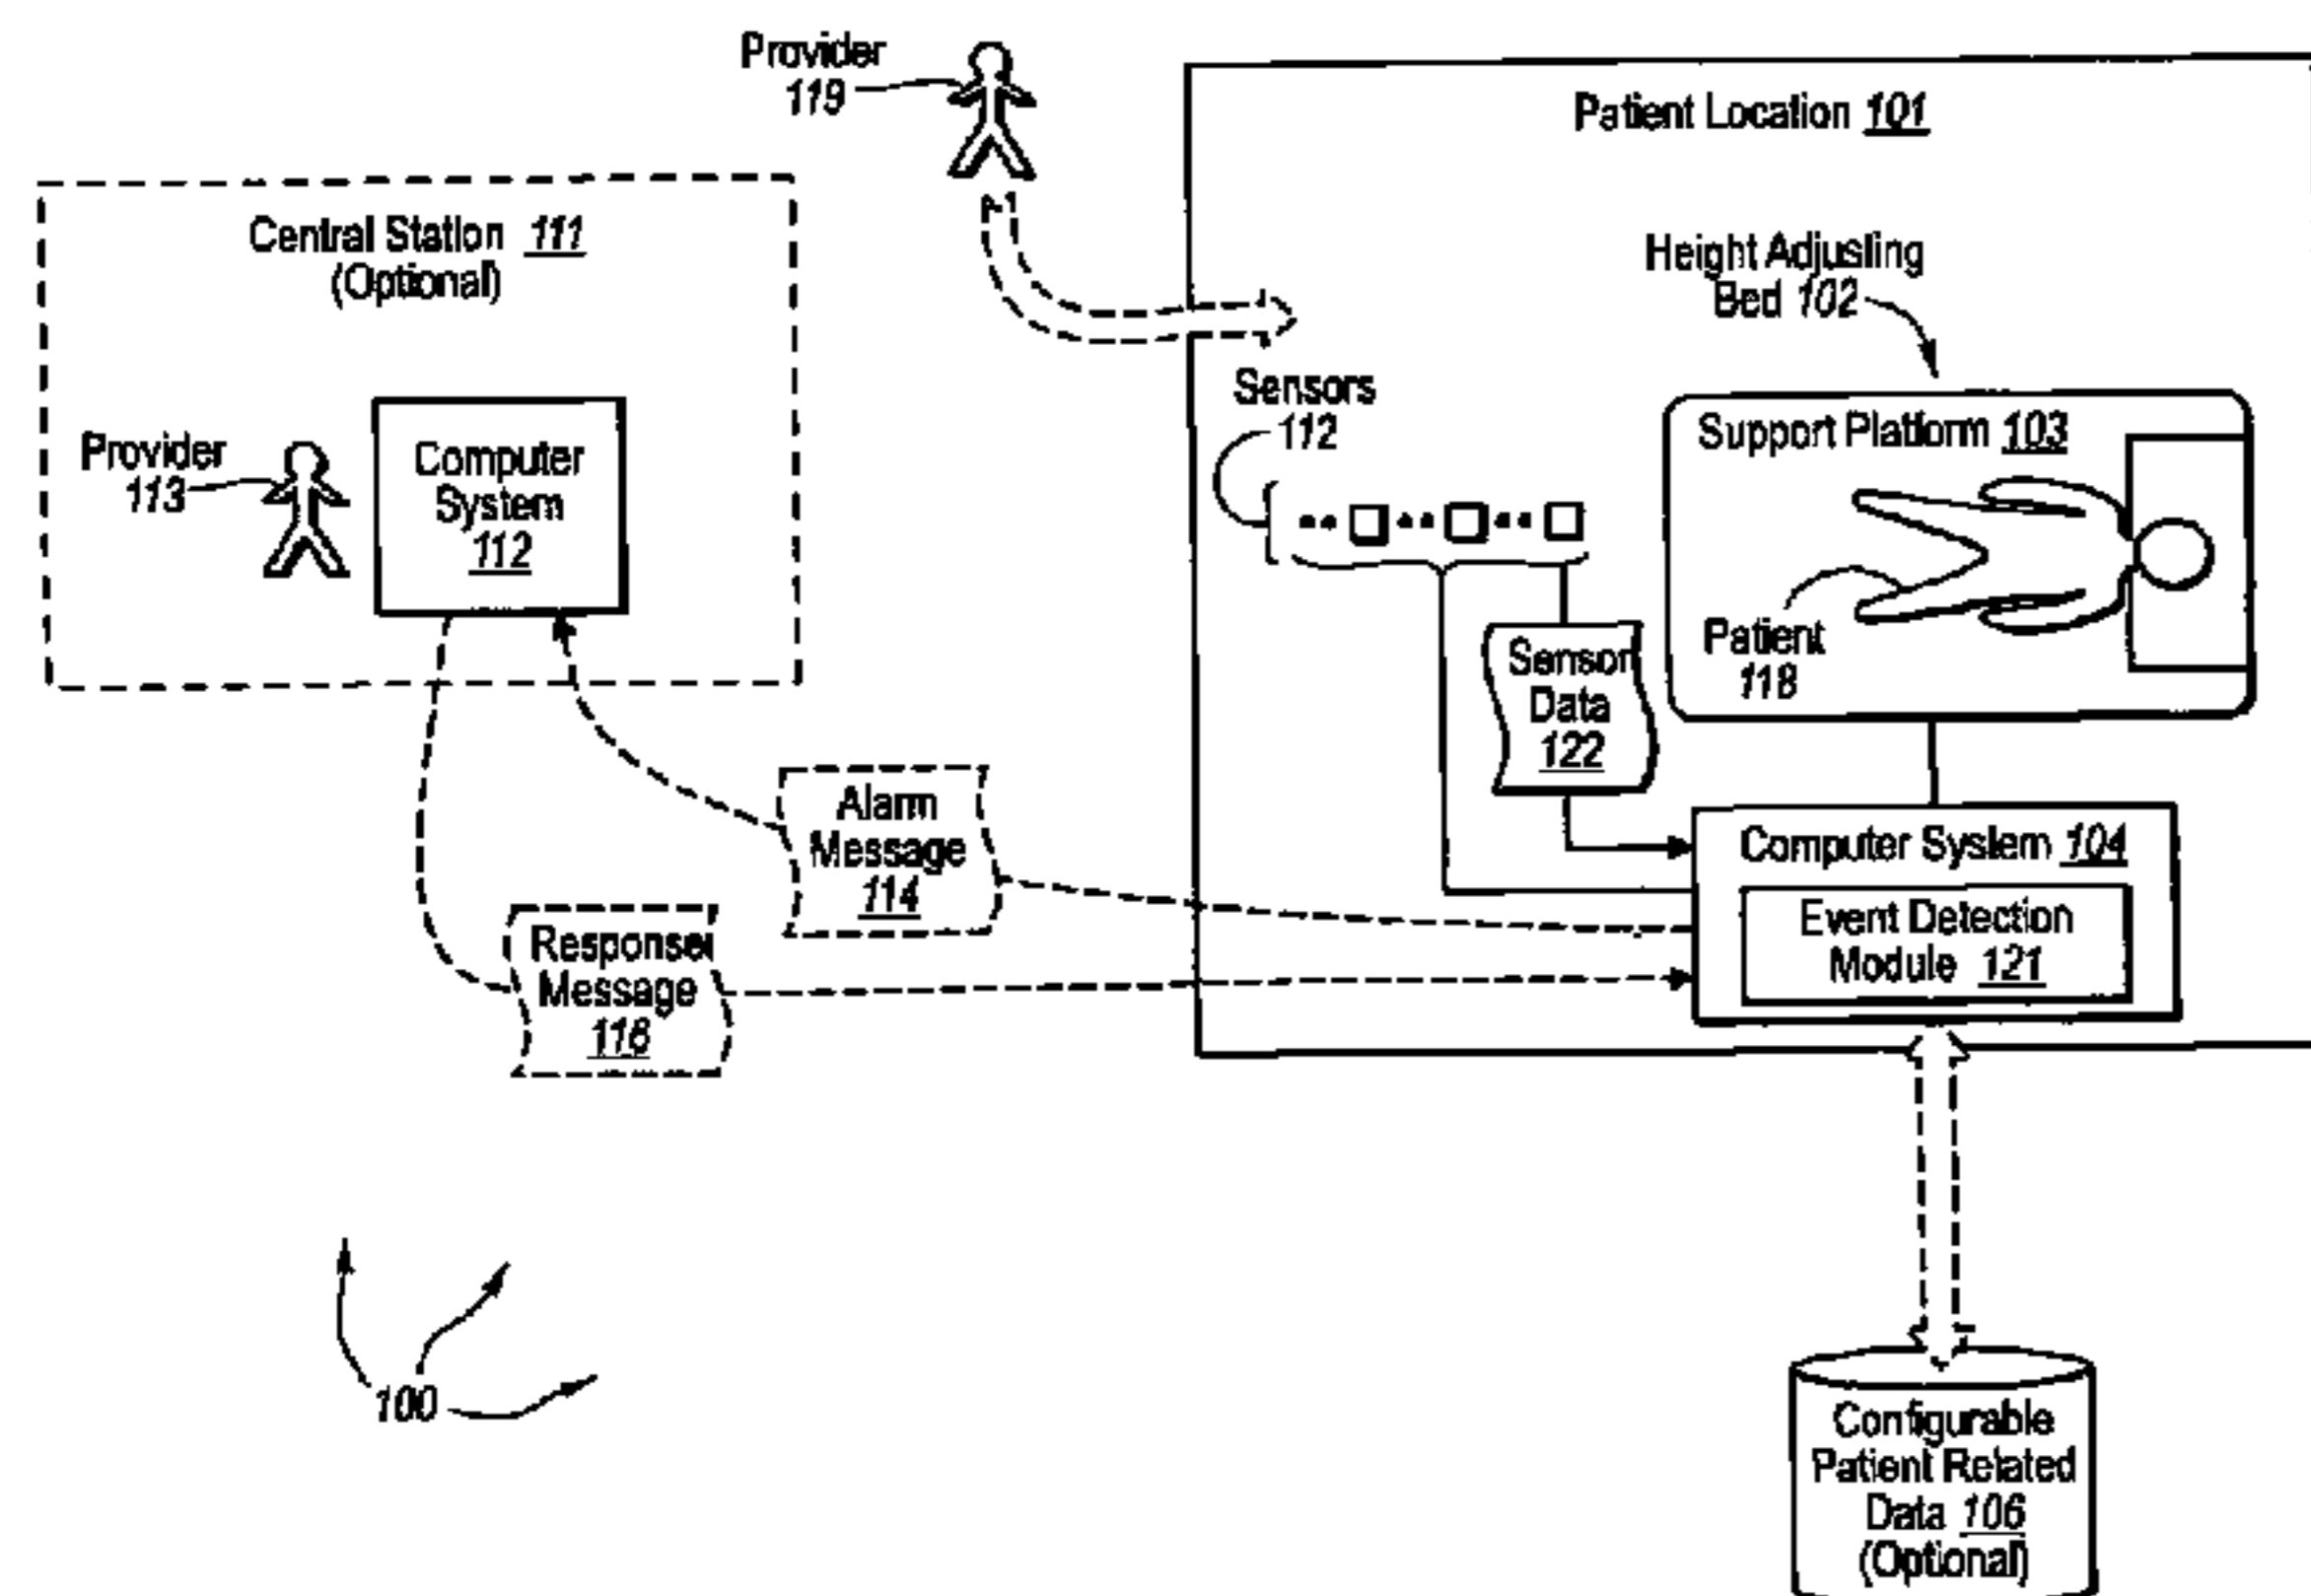 Provider
119
Patient Location 101
Central Station 111
(Optional)
Height Adjusting
Bed 102
Sensors
112
Support Platform 103
Provider
113
Computer
System
112
Patient
118
Sensor
Data
122
Alarm
Message
114
Computer System 104
Event Detection
Module 121
Response
Message
116
100
Configurable
Patient Related
Data 106
(Optional)